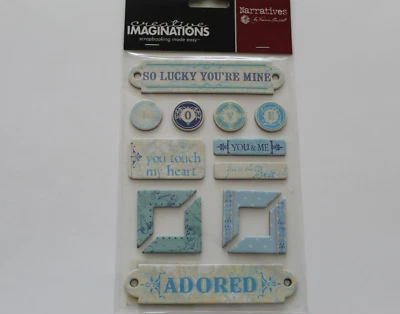 creative
IMAGINATIONS
scrapbooking made easy
Narratives
SO LUCKY YOU'RE MINE
L O V E
you touch
my heart
YOU & ME
ADORED